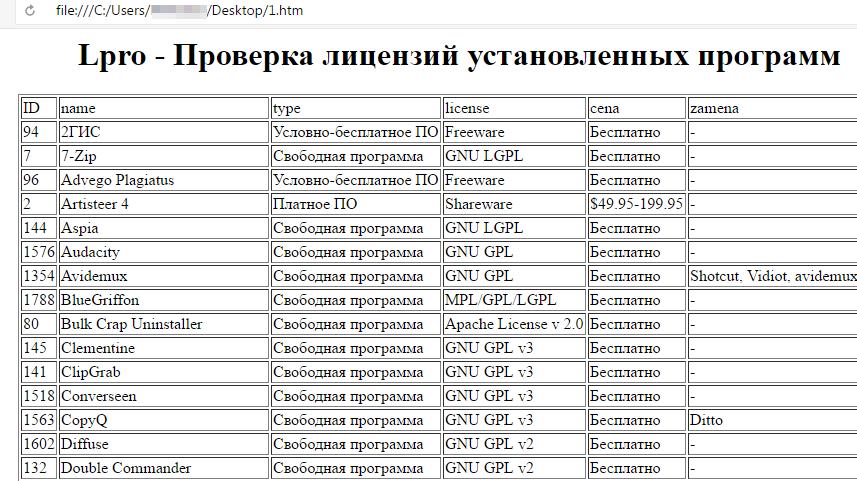 file:///C:/Users/ /Desktop/1.htm
Lpro - Проверка лицензий установленных программ
ID name type license cena zamena
94 2ГИС Условно-бесплатное ПО Freeware Бесплатно -
7 7-Zip Свободная программа GNU LGPL Бесплатно -
96 Advego Plagiatus Условно-бесплатное ПО Freeware Бесплатно -
2 Artisteer 4 Платное ПО Shareware $49.95-199.95 -
144 Aspia Свободная программа GNU LGPL Бесплатно -
1576 Audacity Свободная программа GNU GPL Бесплатно -
1354 Avidemux Свободная программа GNU GPL Бесплатно Shotcut, Vidiot, avidemux
1788 BlueGriffon Свободная программа MPL/GPL/LGPL Бесплатно -
80 Bulk Crap Uninstaller Свободная программа Apache License v 2.0 Бесплатно -
145 Clementine Свободная программа GNU GPL v3 Бесплатно -
141 ClipGrab Свободная программа GNU GPL v3 Бесплатно -
1518 Converseen Свободная программа GNU GPL v3 Бесплатно -
1563 CopyQ Свободная программа GNU GPL v3 Бесплатно Ditto
1602 Diffuse Свободная программа GNU GPL v2 Бесплатно -
132 Double Commander Свободная программа GNU GPL v2 Бесплатно -